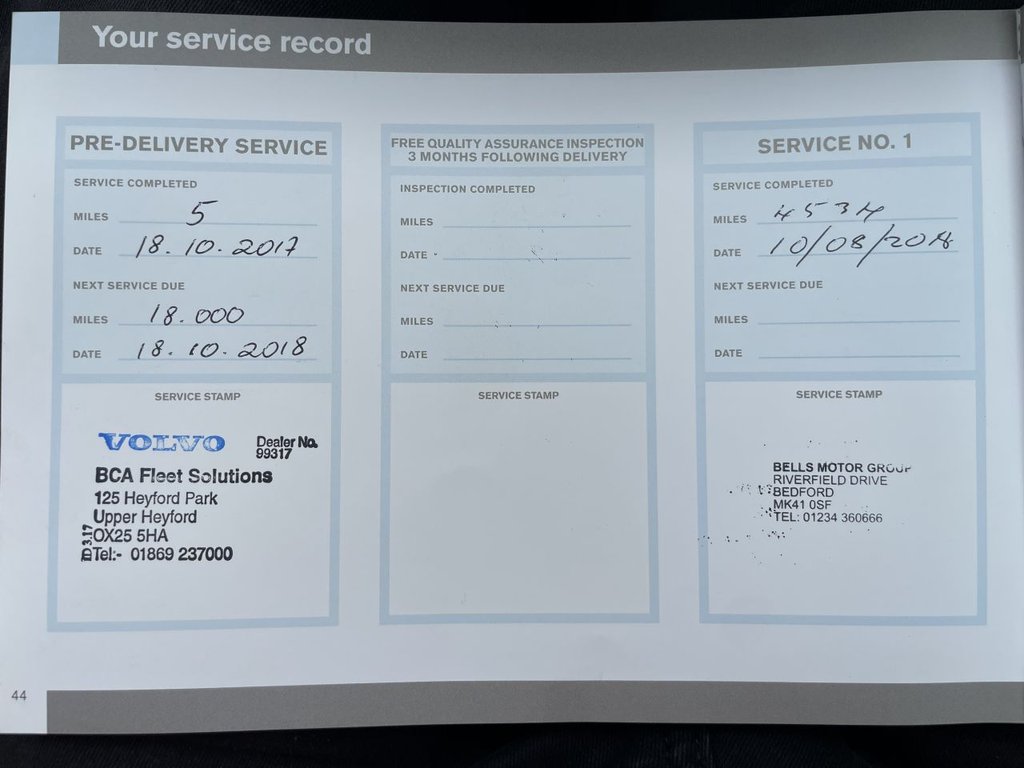 Your service record
PRE-DELIVERY SERVICE
SERVICE COMPLETED
MILES 5
DATE 18.10.2017
NEXT SERVICE DUE
MILES 18.000
DATE 18.10.2018
SERVICE STAMP
VOLVO Dealer No.
99317
BCA Fleet Solutions
125 Heyford Park
Upper Heyford
OX25 5HA
Tel:- 01869 237000
FREE QUALITY ASSURANCE INSPECTION
3 MONTHS FOLLOWING DELIVERY
INSPECTION COMPLETED
MILES
DATE
NEXT SERVICE DUE
MILES
DATE
SERVICE STAMP
SERVICE NO. 1
SERVICE COMPLETED
MILES 4534
DATE 10/08/2018
NEXT SERVICE DUE
MILES
DATE
SERVICE STAMP
BELLS MOTOR GROUP
RIVERFIELD DRIVE
BEDFORD
MK41 0SF
TEL: 01234 360666
44